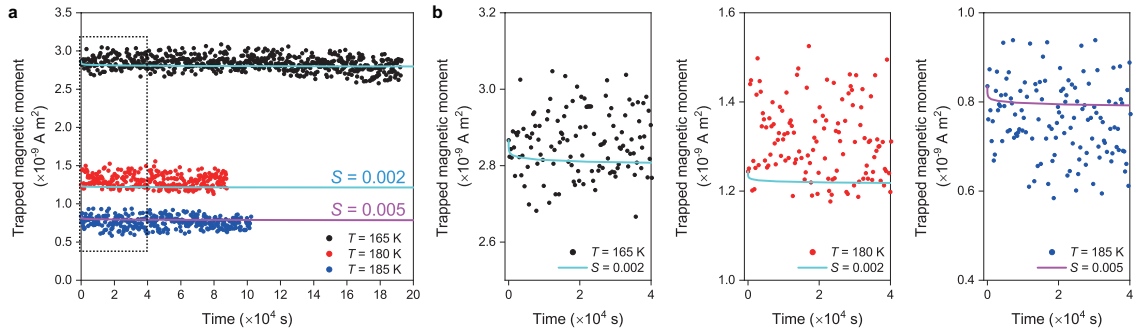 a
Trapped magnetic moment
(×10⁻⁹ A m²)
3.5
3.0
2.5
2.0
1.5
1.0
0.5
0.0
S = 0.002
S = 0.005
T = 165 K
T = 180 K
T = 185 K
0 2 4 6 8 10 12 14 16 18 20
Time (×10⁴ s)
b
Trapped magnetic moment
(×10⁻⁹ A m²)
3.2
3.0
2.8
2.6
T = 165 K
S = 0.002
0 2 4
Time (×10⁴ s)
Trapped magnetic moment
(×10⁻⁹ A m²)
1.6
1.4
1.2
1.0
T = 180 K
S = 0.002
0 2 4
Time (×10⁴ s)
Trapped magnetic moment
(×10⁻⁹ A m²)
1.0
0.8
0.6
0.4
T = 185 K
S = 0.005
0 2 4
Time (×10⁴ s)